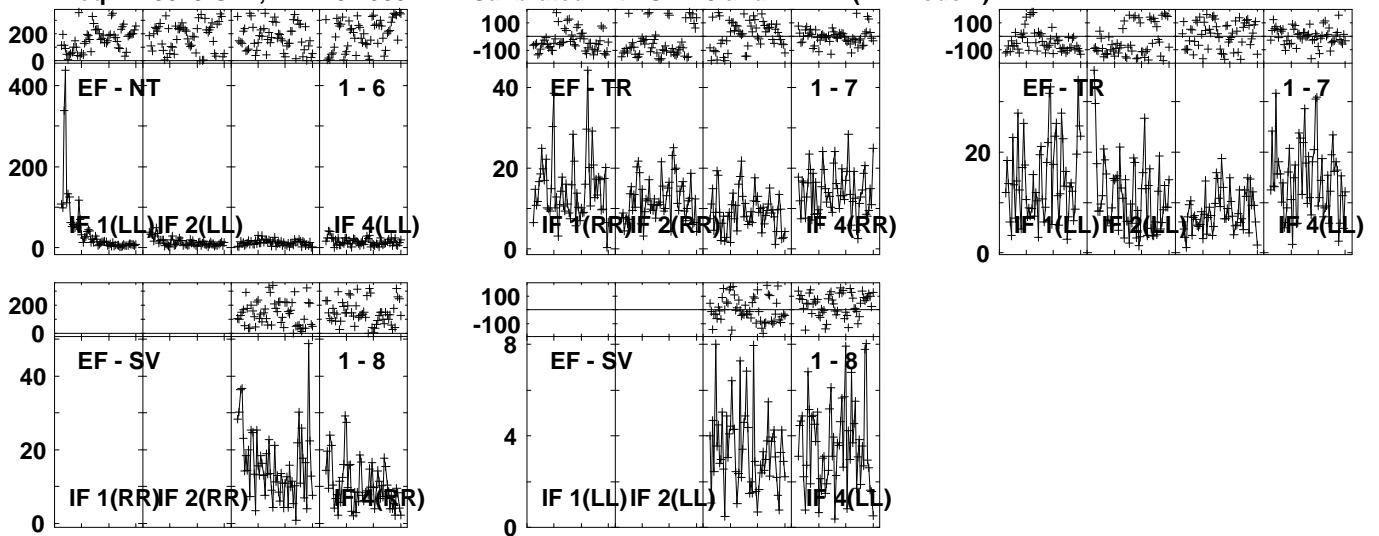 200
0
EF - NT
1 - 6
400
200
0
IF 1(LL)
IF 2(LL)
IF 4(LL)
100
-100
EF - TR
1 - 7
40
20
0
IF 1(RR)
IF 2(RR)
IF 4(RR)
100
-100
EF - TR
1 - 7
20
0
IF 1(LL)
IF 2(LL)
IF 4(LL)
200
0
EF - SV
1 - 8
40
20
0
IF 1(RR)
IF 2(RR)
IF 4(RR)
100
-100
EF - SV
1 - 8
8
4
0
IF 1(LL)
IF 2(LL)
IF 4(LL)